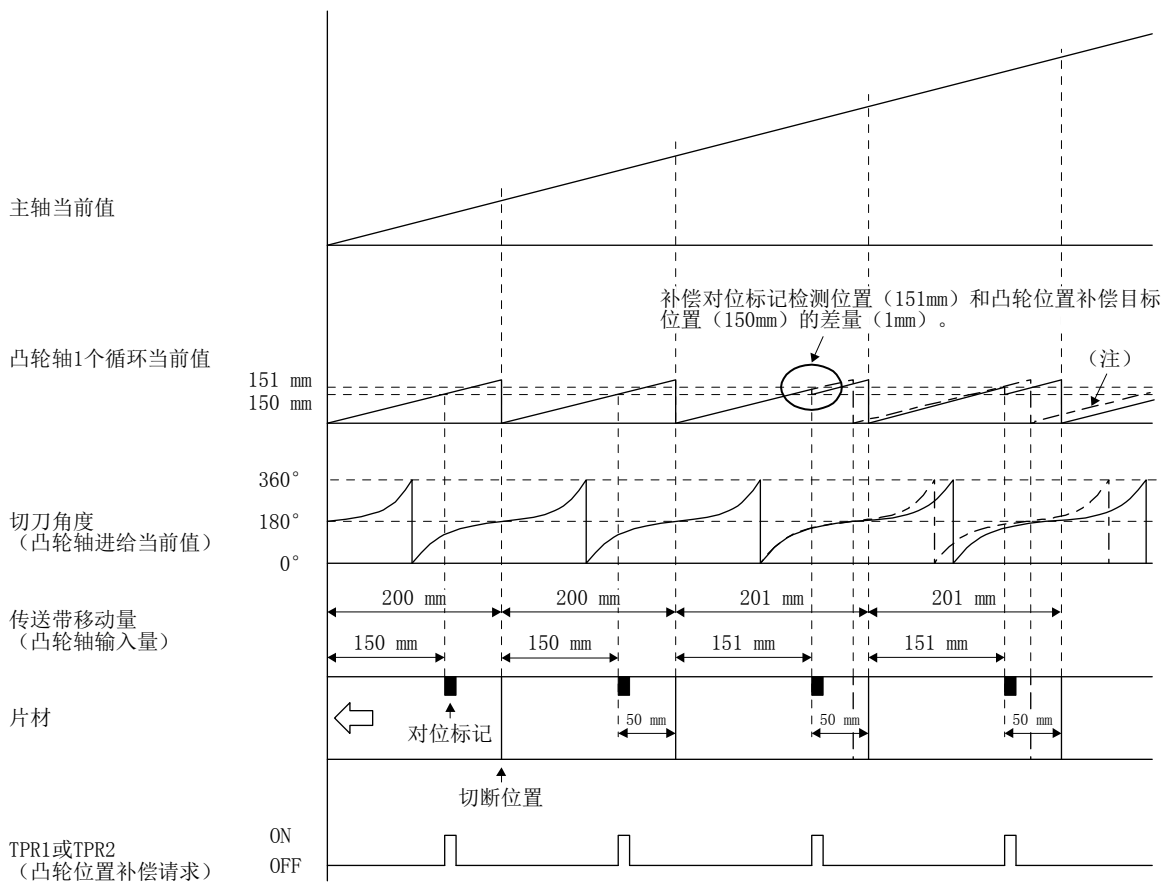 主轴当前值
补偿对位标记检测位置（151mm）和凸轮位置补偿目标
位置（150mm）的差量（1mm）。
凸轮轴1个循环当前值
（注）
151 mm
150 mm
360°
切刀角度
（凸轮轴进给当前值）
180°
0°
传送带移动量
（凸轮轴输入量）
200 mm
200 mm
201 mm
201 mm
150 mm
150 mm
151 mm
151 mm
片材
对位标记
50 mm
50 mm
50 mm
切断位置
TPR1或TPR2
（凸轮位置补偿请求）
ON
OFF